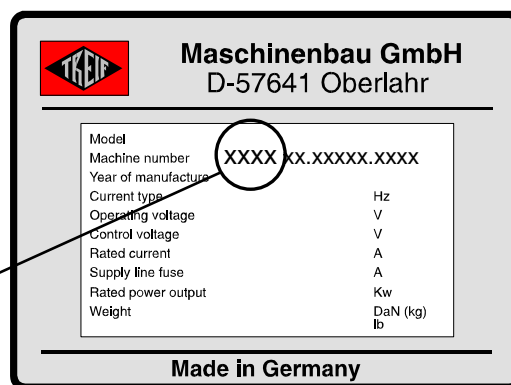 TREIF
Maschinenbau GmbH
D-57641 Oberlahr
Model
Machine number XXXX XX.XXXXX.XXXX
Year of manufacture
Current type Hz
Operating voltage V
Control voltage V
Rated current A
Supply line fuse A
Rated power output Kw
Weight DaN (kg)
lb
Made in Germany